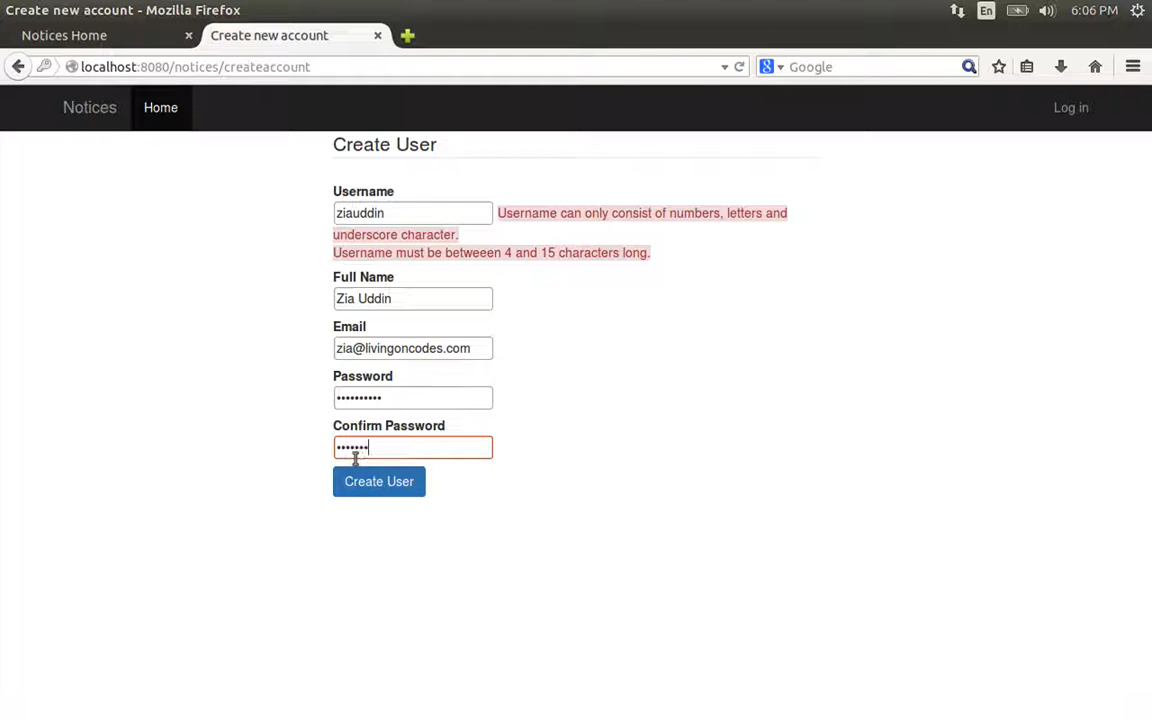 Create new account - Mozilla Firefox
En
6:06 PM
Notices Home
Create new account
localhost:8080/notices/createaccount
Google
Notices
Home
Log in
Create User
Username
ziauddin
Username can only consist of numbers, letters and
underscore character.
Username must be betweeen 4 and 15 characters long.
Full Name
Zia Uddin
Email
zia@livingoncodes.com
Password
••••••••••
Confirm Password
•••••••
Create User